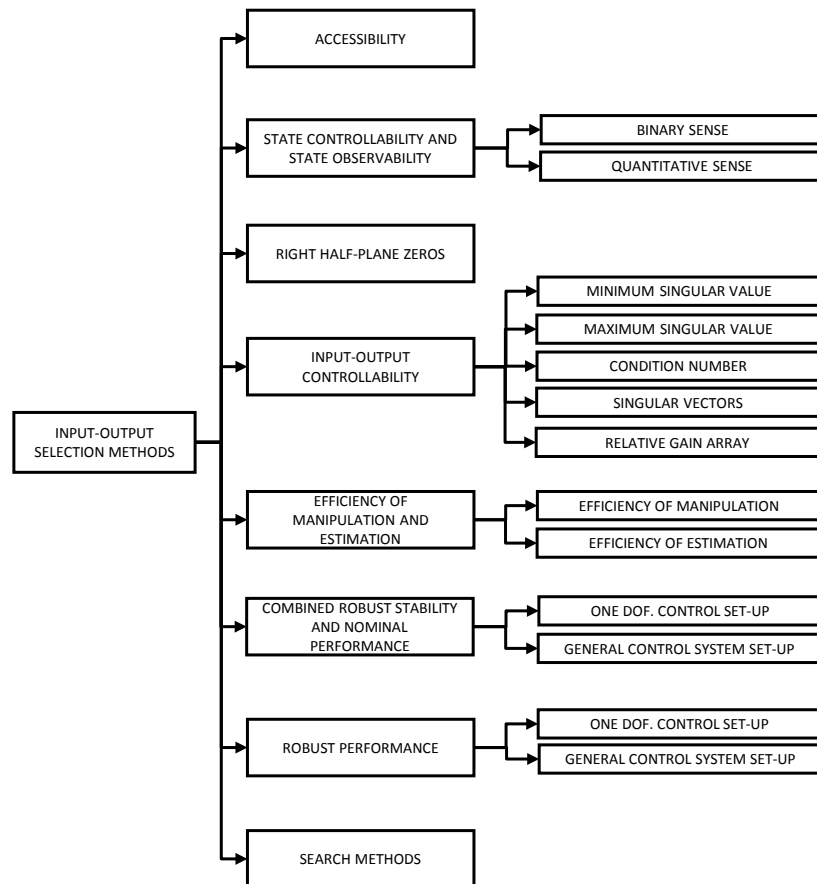 ACCESSIBILITY
STATE CONTROLLABILITY AND
STATE OBSERVABILITY
BINARY SENSE
QUANTITATIVE SENSE
RIGHT HALF-PLANE ZEROS
INPUT-OUTPUT
CONTROLLABILITY
MINIMUM SINGULAR VALUE
MAXIMUM SINGULAR VALUE
CONDITION NUMBER
SINGULAR VECTORS
RELATIVE GAIN ARRAY
INPUT-OUTPUT
SELECTION METHODS
EFFICIENCY OF
MANIPULATION AND
ESTIMATION
EFFICIENCY OF MANIPULATION
EFFICIENCY OF ESTIMATION
COMBINED ROBUST STABILITY
AND NOMINAL
PERFORMANCE
ONE DOF. CONTROL SET-UP
GENERAL CONTROL SYSTEM SET-UP
ROBUST PERFORMANCE
ONE DOF. CONTROL SET-UP
GENERAL CONTROL SYSTEM SET-UP
SEARCH METHODS